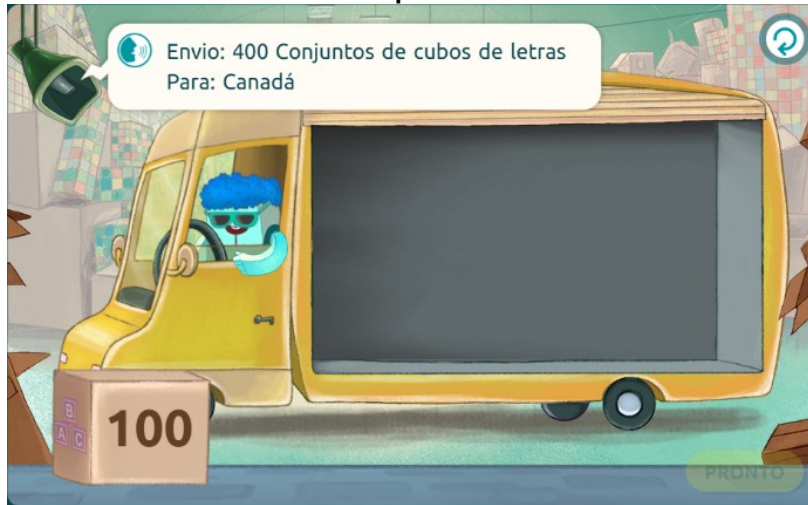 Envio: 400 Conjuntos de cubos de letras
Para: Canadá
B
A C
100
PRONTO